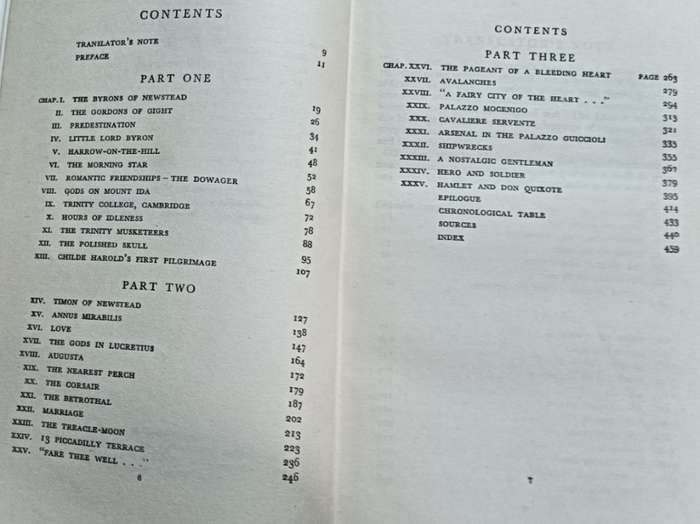 CONTENTS
TRANSLATOR'S NOTE 9
PREFACE 11
PART ONE
CHAP. I. THE BYRONS OF NEWSTEAD 19
II. THE GORDONS OF GIGHT 26
III. PREDESTINATION 34
IV. LITTLE LORD BYRON 41
V. HARROW-ON-THE-HILL 48
VI. THE MORNING STAR 52
VII. ROMANTIC FRIENDSHIPS – THE DOWAGER 58
VIII. GODS ON MOUNT IDA 67
IX. TRINITY COLLEGE, CAMBRIDGE 72
X. HOURS OF IDLENESS 78
XI. THE TRINITY MUSKETEERS 88
XII. THE POLISHED SKULL 95
XIII. CHILDE HAROLD'S FIRST PILGRIMAGE 107
PART TWO
XIV. TIMON OF NEWSTEAD 127
XV. ANNUS MIRABILIS 138
XVI. LOVE 147
XVII. THE GODS IN LUCRETIUS 164
XVIII. AUGUSTA 172
XIX. THE NEAREST PERCH 179
XX. THE CORSAIR 187
XXI. THE BETROTHAL 202
XXII. MARRIAGE 213
XXIII. THE TREACLE-MOON 223
XXIV. 13 PICCADILLY TERRACE 236
XXV. "FARE THEE WELL . . ." 246
6
CONTENTS
PART THREE
CHAP. XXVI. THE PAGEANT OF A BLEEDING HEART PAGE 263
XXVII. AVALANCHES 279
XXVIII. "A FAIRY CITY OF THE HEART . . ." 294
XXIX. PALAZZO MOCENIGO 313
XXX. CAVALIERE SERVENTE 321
XXXI. ARSENAL IN THE PALAZZO GUICCIOLI 335
XXXII. SHIPWRECKS 355
XXXIII. A NOSTALGIC GENTLEMAN 367
XXXIV. HERO AND SOLDIER 379
XXXV. HAMLET AND DON QUIXOTE 395
EPILOGUE 424
CHRONOLOGICAL TABLE 433
SOURCES 440
INDEX 459
7